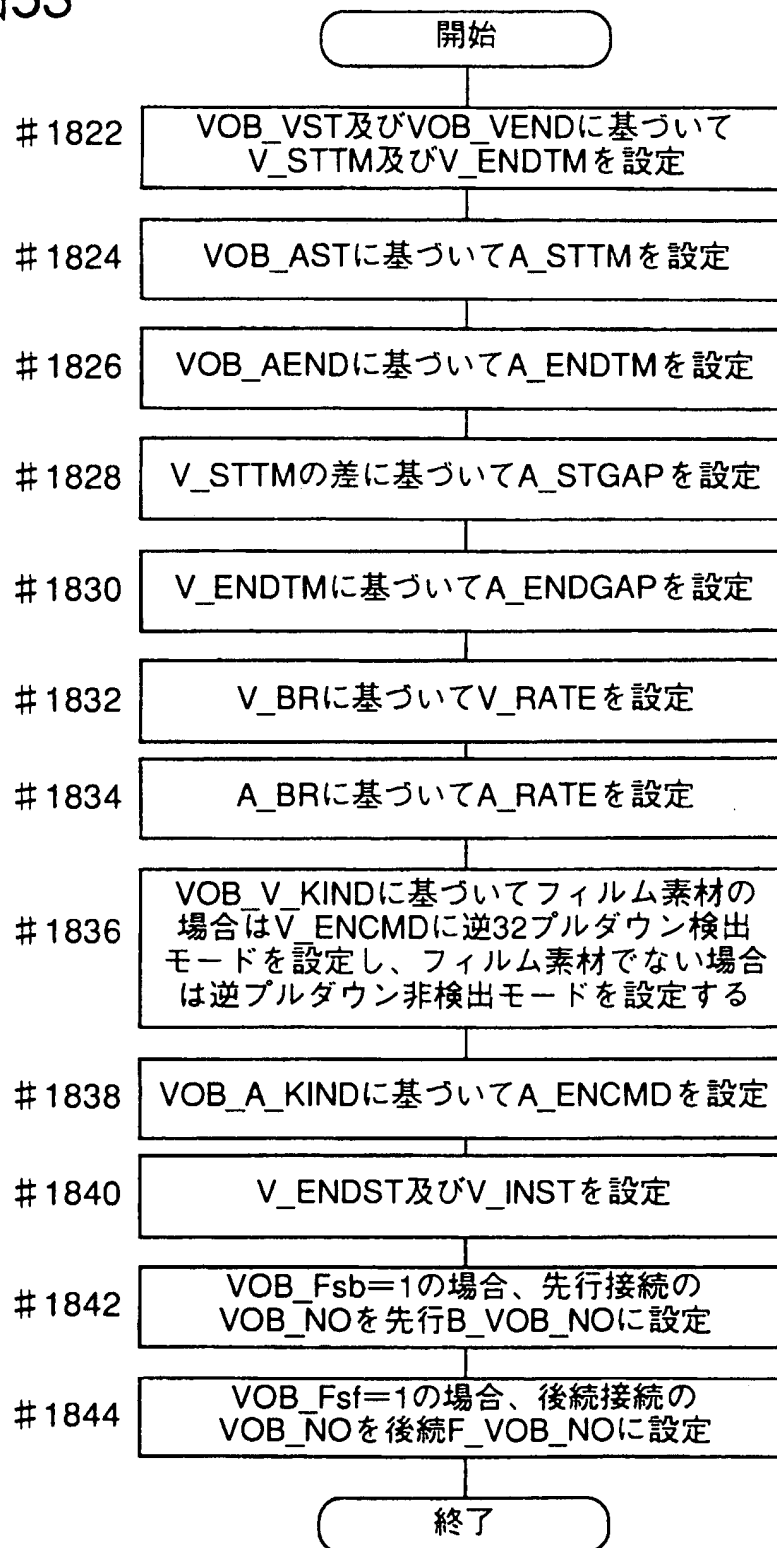 開始
#1822
VOB_VST及びVOB_VENDに基づいて
V_STTM及びV_ENDTMを設定
#1824
VOB_ASTに基づいてA_STTMを設定
#1826
VOB_AENDに基づいてA_ENDTMを設定
#1828
V_STTMの差に基づいてA_STGAPを設定
#1830
V_ENDTMに基づいてA_ENDGAPを設定
#1832
V_BRに基づいてV_RATEを設定
#1834
A_BRに基づいてA_RATEを設定
#1836
VOB_V_KINDに基づいてフィルム素材の
場合はV_ENCMDに逆32プルダウン検出
モードを設定し、フィルム素材でない場合
は逆プルダウン非検出モードを設定する
#1838
VOB_A_KINDに基づいてA_ENCMDを設定
#1840
V_ENDST及びV_INSTを設定
#1842
VOB_Fsb=1の場合、先行接続の
VOB_NOを先行B_VOB_NOに設定
#1844
VOB_Fsf=1の場合、後続接続の
VOB_NOを後続F_VOB_NOに設定
終了